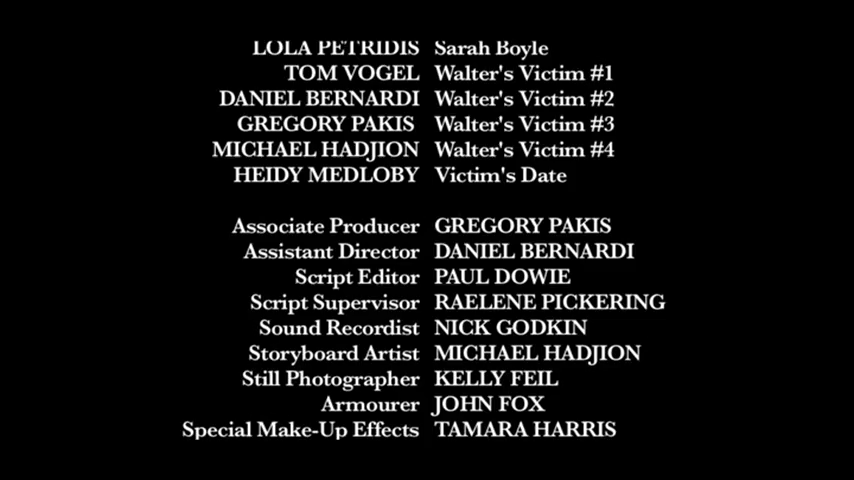 LOLA PETRIDIS Sarah Boyle
TOM VOGEL Walter's Victim #1
DANIEL BERNARDI Walter's Victim #2
GREGORY PAKIS Walter's Victim #3
MICHAEL HADJION Walter's Victim #4
HEIDY MEDLOBY Victim's Date
Associate Producer GREGORY PAKIS
Assistant Director DANIEL BERNARDI
Script Editor PAUL DOWIE
Script Supervisor RAELENE PICKERING
Sound Recordist NICK GODKIN
Storyboard Artist MICHAEL HADJION
Still Photographer KELLY FEIL
Armourer JOHN FOX
Special Make-Up Effects TAMARA HARRIS